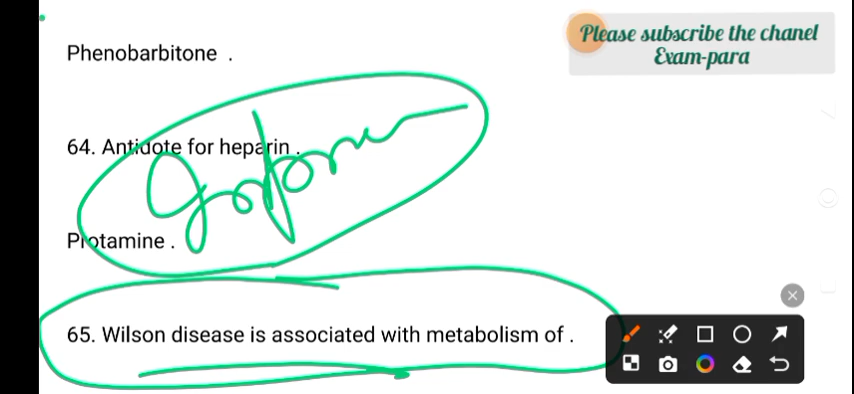 Please subscribe the chanel
Exam-para
Phenobarbitone .
64. Antidote for heparin .
Protamine .
65. Wilson disease is associated with metabolism of .